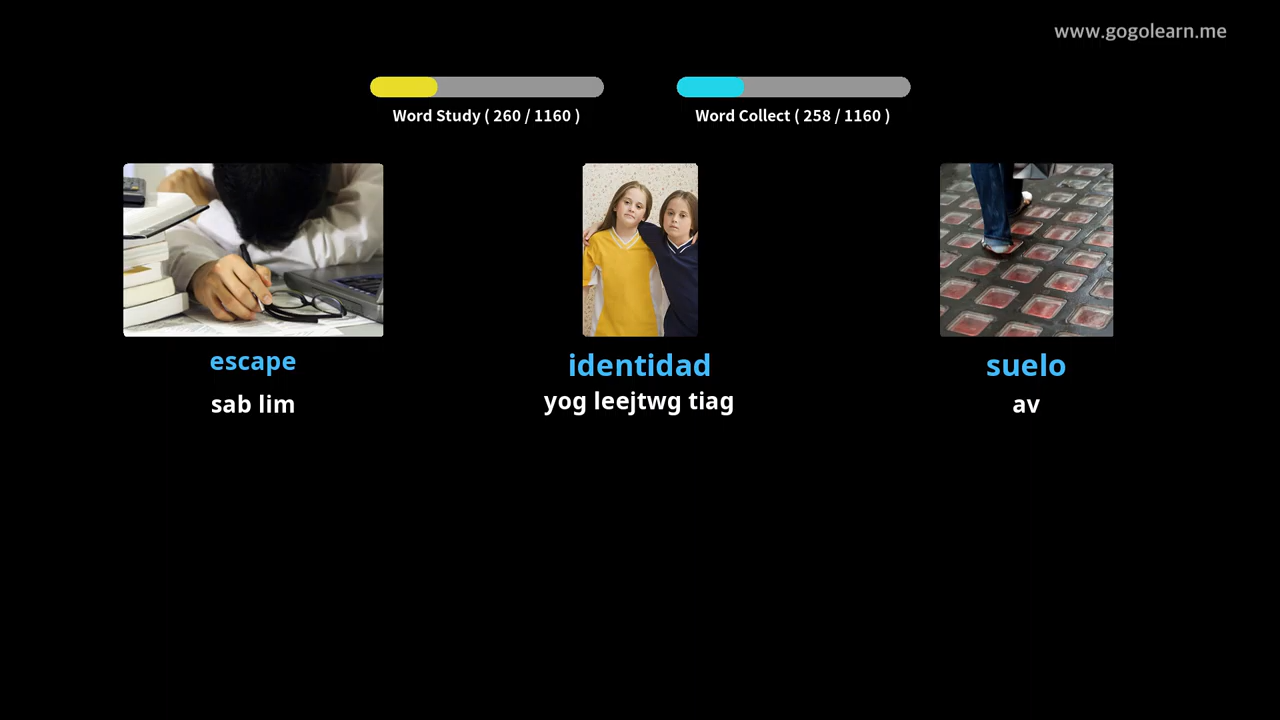 www.gogolearn.me
Word Study ( 260 / 1160 )
Word Collect ( 258 / 1160 )
escape
sab lim
identidad
yog leejtwg tiag
suelo
av